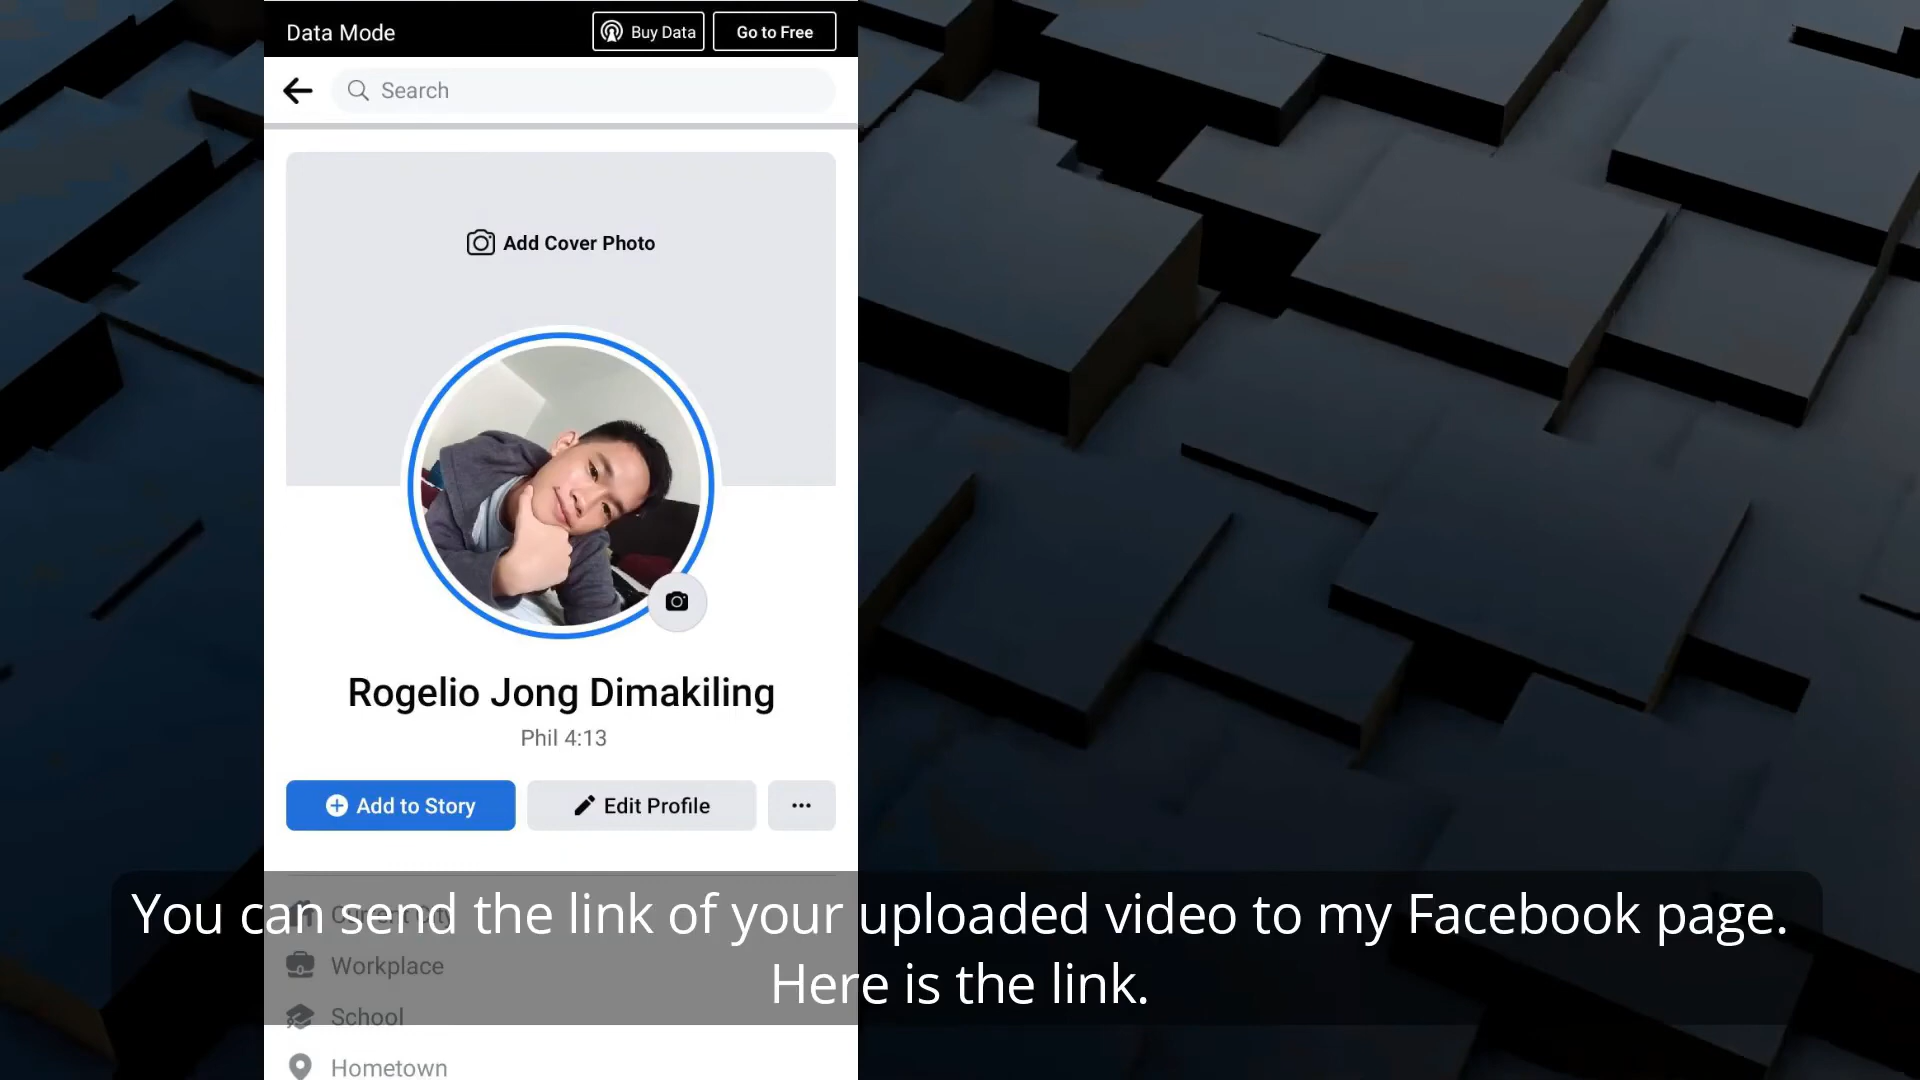 Data Mode
Buy Data
Go to Free
Search
Add Cover Photo
Rogelio Jong Dimakiling
Phil 4:13
Add to Story
Edit Profile
Current City
You can send the link of your uploaded video to my Facebook page.
Here is the link.
Workplace
School
Hometown